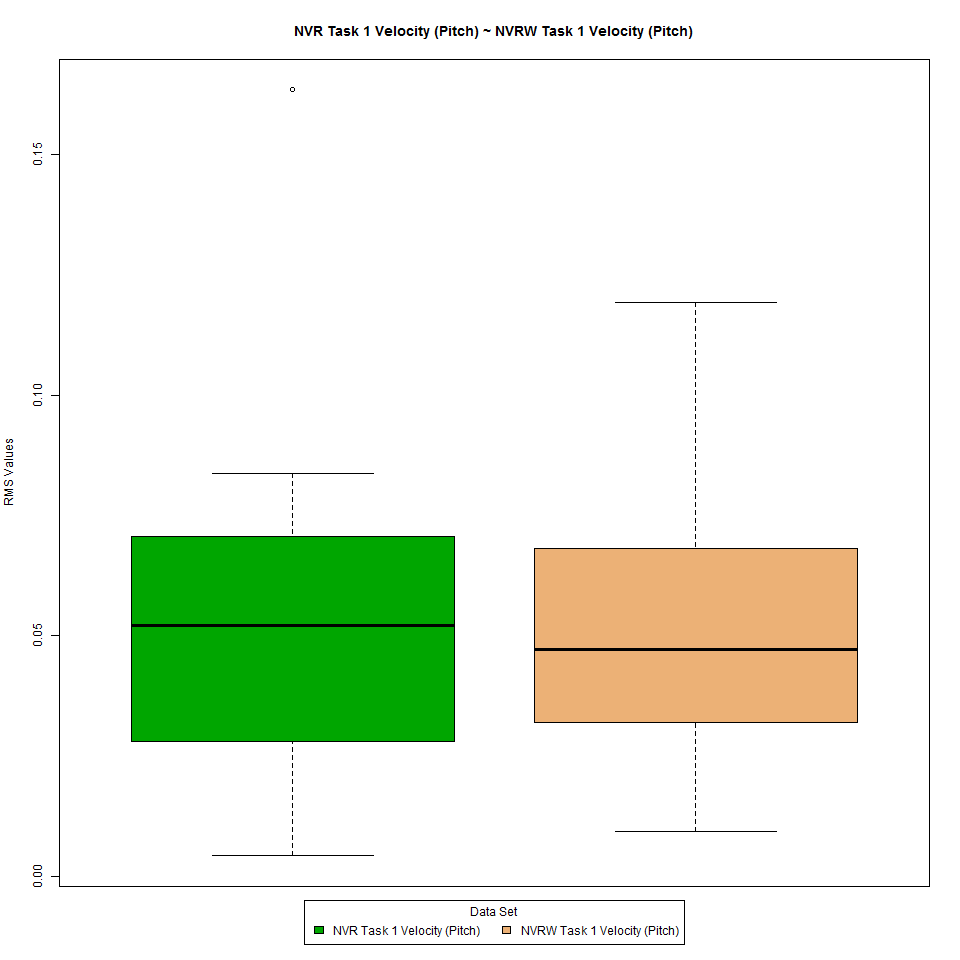 NVR Task 1 Velocity (Pitch) ~ NVRW Task 1 Velocity (Pitch)
0.15
0.10
0.05
0.00
RMS Values
Data Set
NVR Task 1 Velocity (Pitch) NVRW Task 1 Velocity (Pitch)